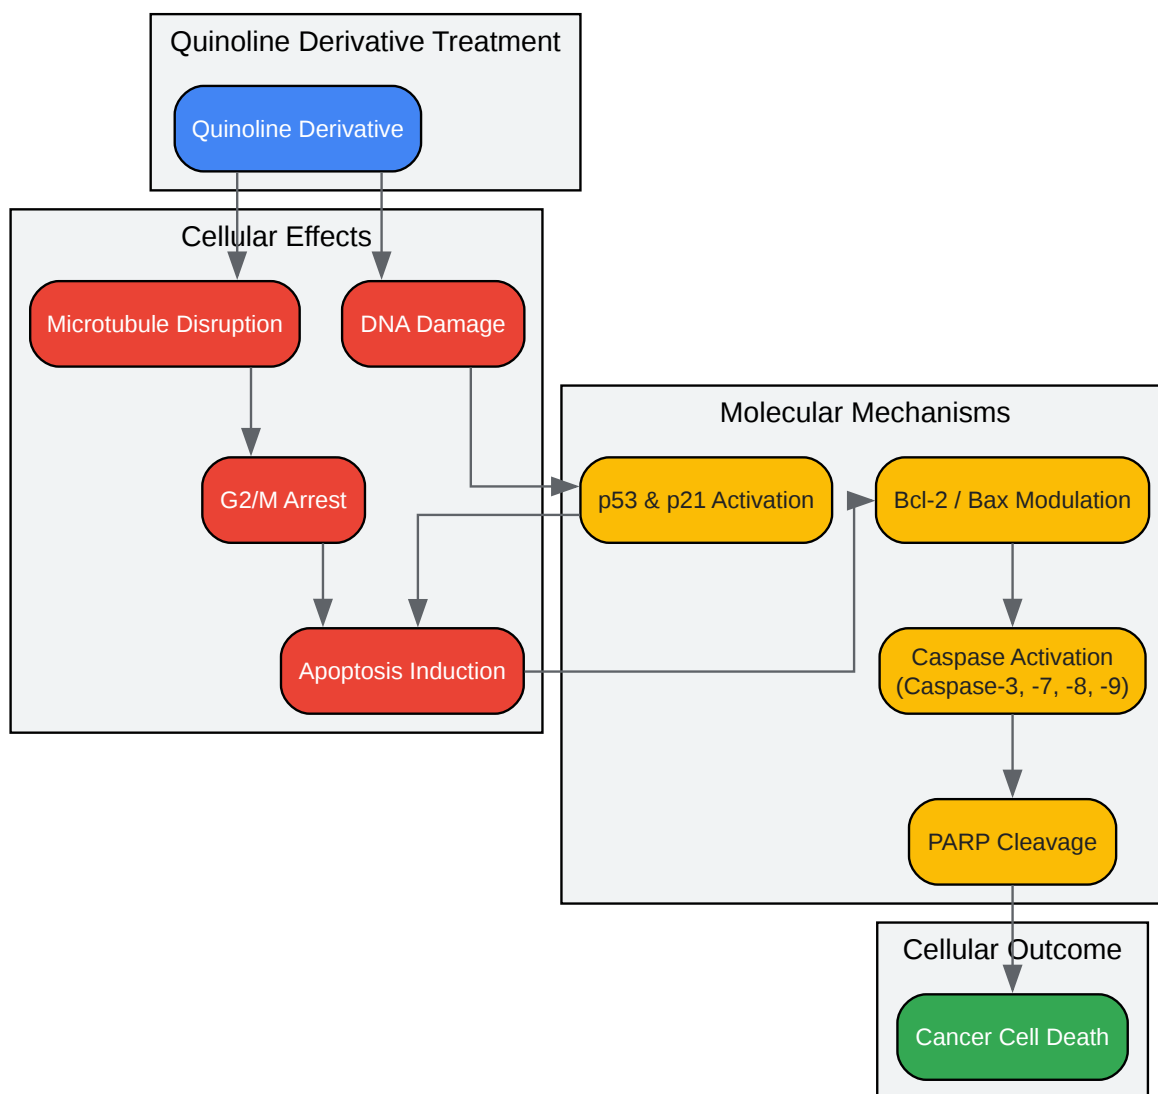 Quinoline Derivative Treatment
Quinoline Derivative
Cellular Effects
Microtubule Disruption
DNA Damage
Molecular Mechanisms
G2/M Arrest
p53 & p21 Activation
Bcl-2 / Bax Modulation
Apoptosis Induction
Caspase Activation
(Caspase-3, -7, -8, -9)
PARP Cleavage
Cellular Outcome
Cancer Cell Death